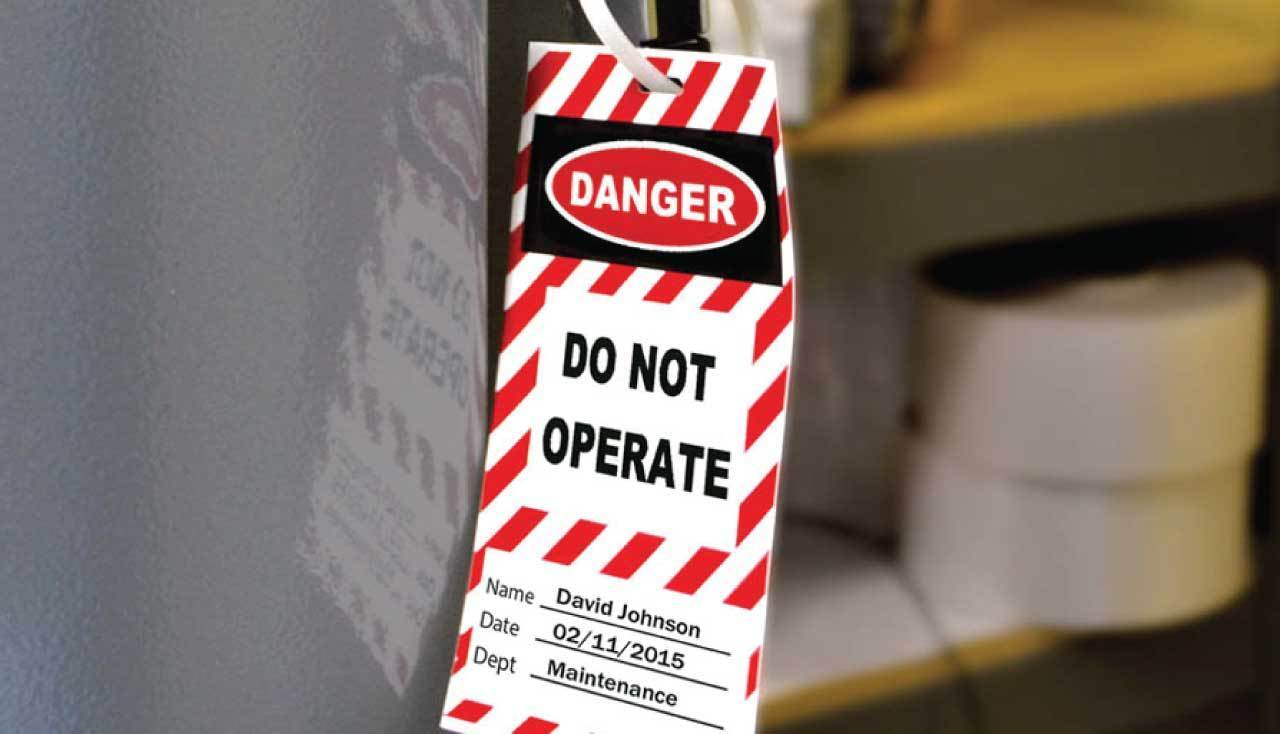 DANGER
DO NOT
OPERATE
Name David Johnson
Date 02/11/2015
Dept Maintenance